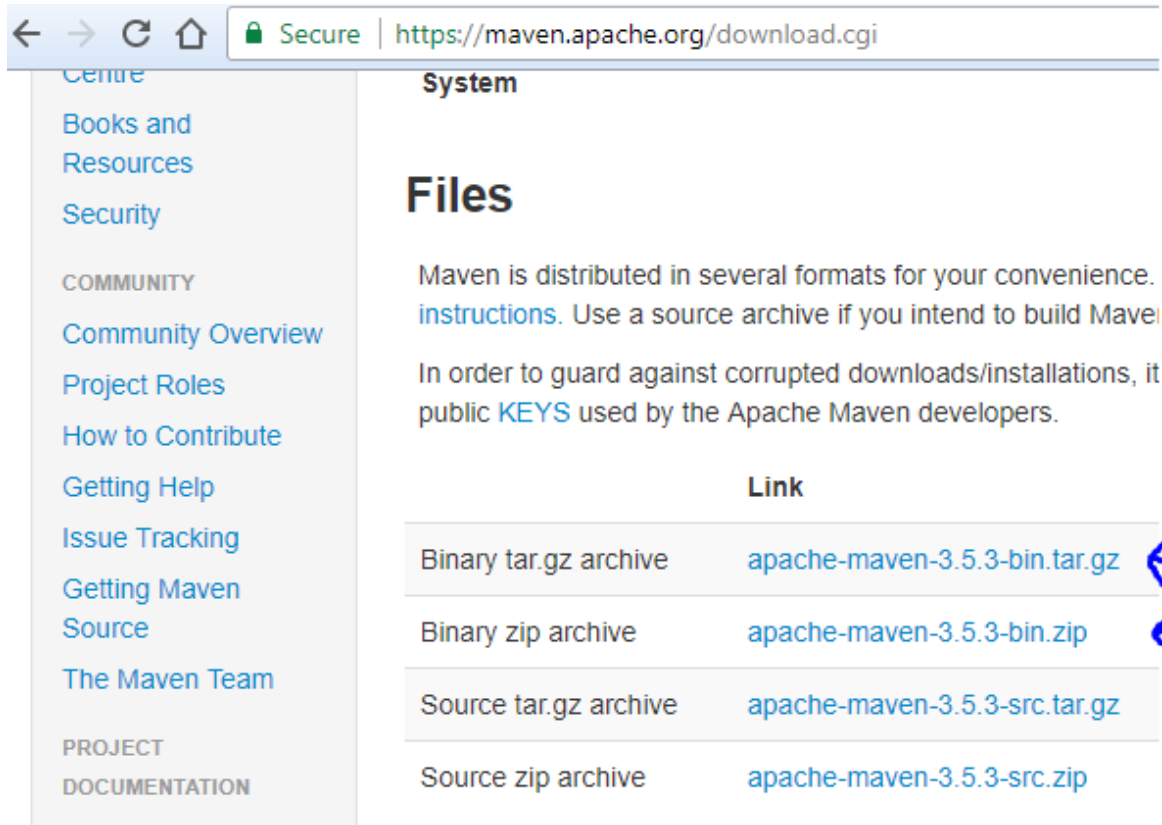 Secure | https://maven.apache.org/download.cgi
Centre
Books and
Resources
Security
COMMUNITY
Community Overview
Project Roles
How to Contribute
Getting Help
Issue Tracking
Getting Maven
Source
The Maven Team
PROJECT
DOCUMENTATION
System
Files
Maven is distributed in several formats for your convenience.
instructions. Use a source archive if you intend to build
In order to guard against corrupted downloads/installations, it
public KEYS used by the Apache Maven developers.
Link
Binary tar.gz archive apache-maven-3.5.3-bin.tar.gz
Binary zip archive apache-maven-3.5.3-bin.zip
Source tar.gz archive apache-maven-3.5.3-src.tar.gz
Source zip archive apache-maven-3.5.3-src.zip